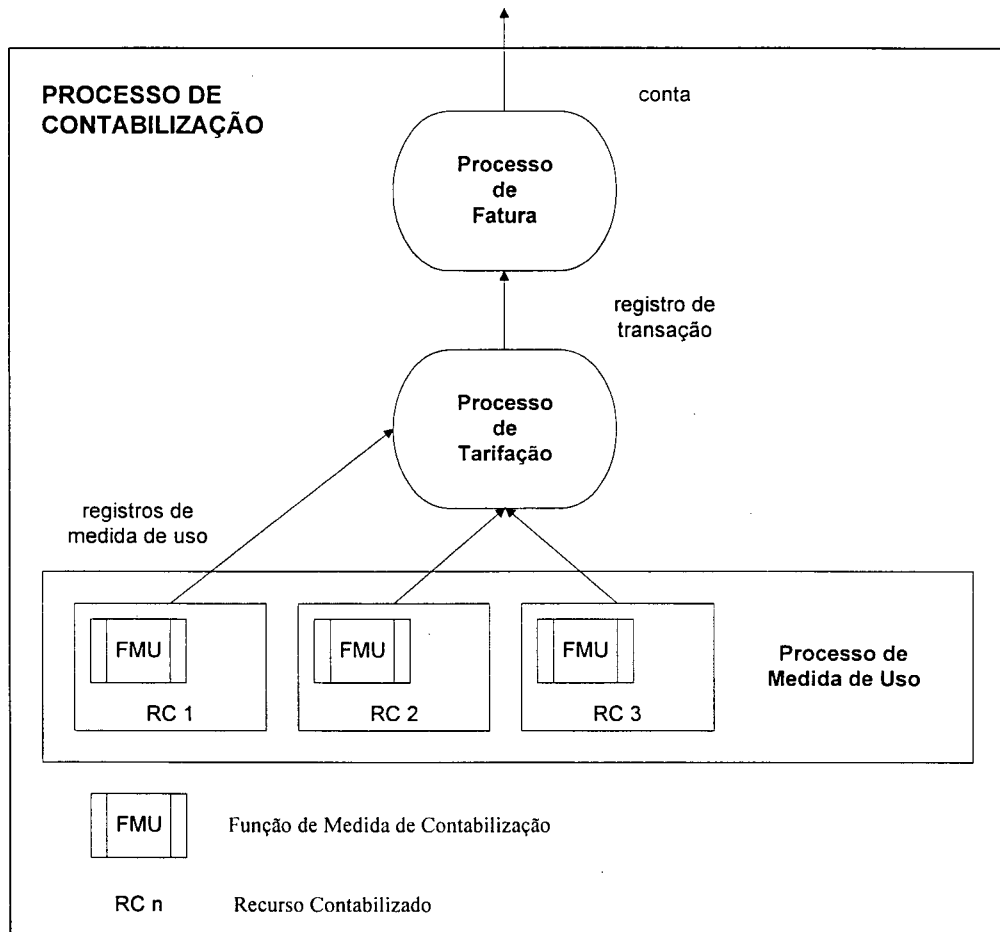 PROCESSO DE
CONTABILIZAÇÃO
conta
Processo
de
Fatura
registro de
transação
Processo
de
Tarifação
registros de
medida de uso
FMU
RC 1
FMU
RC 2
FMU
RC 3
Processo de
Medida de Uso
FMU
Função de Medida de Contabilização
RC n
Recurso Contabilizado